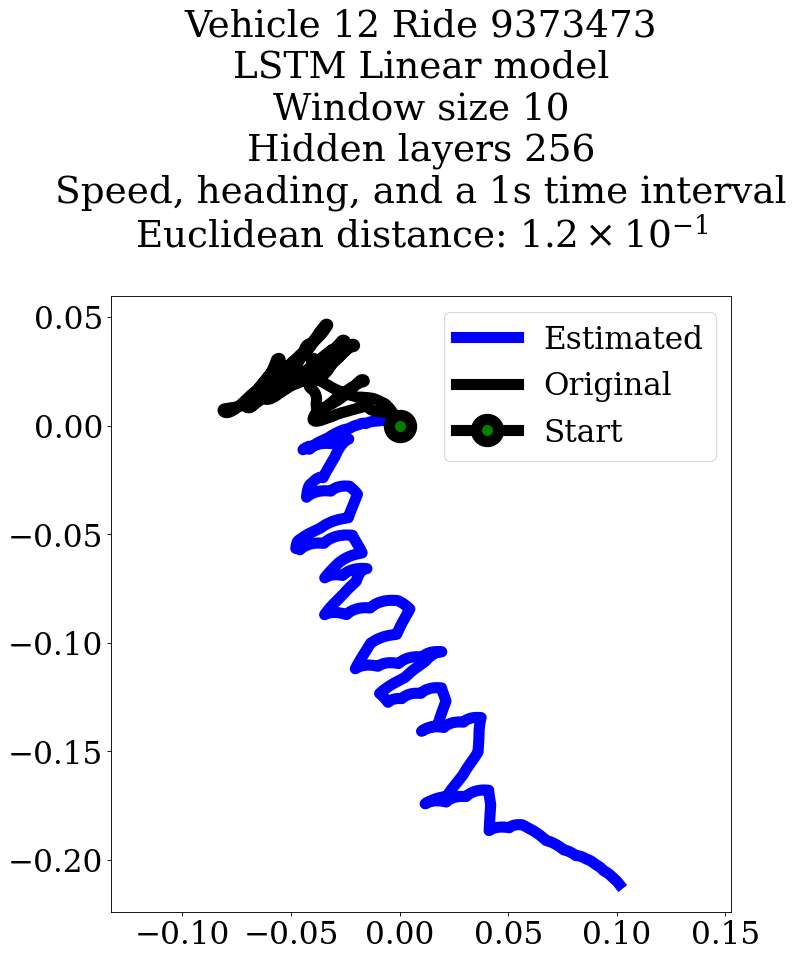 Vehicle 12 Ride 9373473
LSTM Linear model
Window size 10
Hidden layers 256
Speed, heading, and a 1s time interval
Euclidean distance: 1.2 × 10⁻¹
Estimated
Original
Start
0.05
0.00
−0.05
−0.10
−0.15
−0.20
−0.10 −0.05 0.00 0.05 0.10 0.15